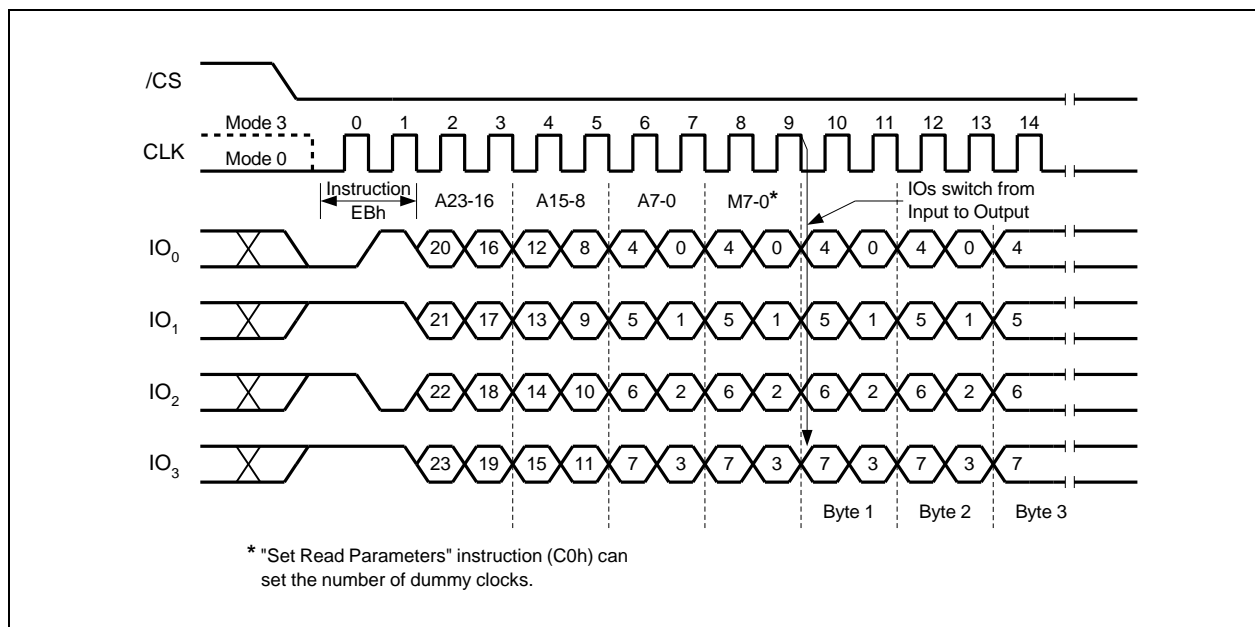 /CS
Mode 3 0 1 2 3 4 5 6 7 8 9 10 11 12 13 14
CLK Mode 0
Instruction
EBh
A23-16 A15-8 A7-0 M7-0*
IOs switch from
Input to Output
IO0 20 16 12 8 4 0 4 0 4 0 4 0 4
IO1 21 17 13 9 5 1 5 1 5 1 5 1 5
IO2 22 18 14 10 6 2 6 2 6 2 6 2 6
IO3 23 19 15 11 7 3 7 3 7 3 7 3 7
Byte 1 Byte 2 Byte 3
* "Set Read Parameters" instruction (C0h) can
set the number of dummy clocks.